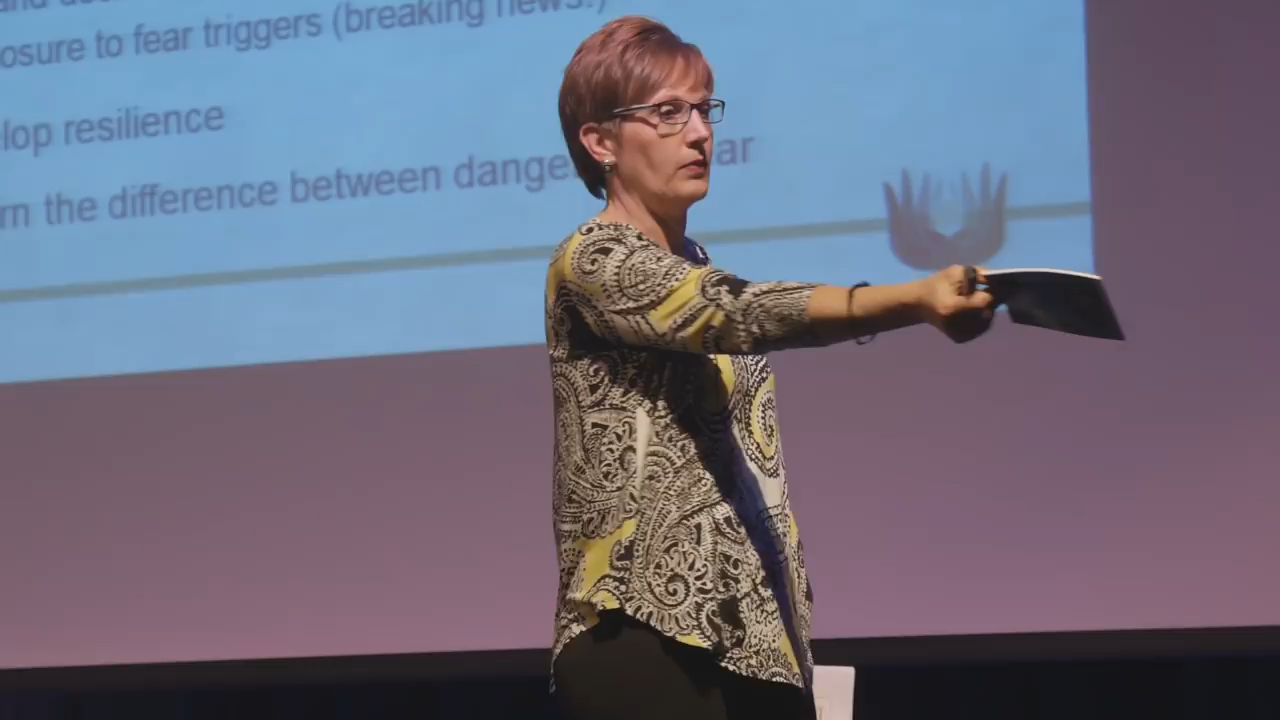 osure to fear triggers (breaking news!)
lop resilience
rn the difference between dange ar